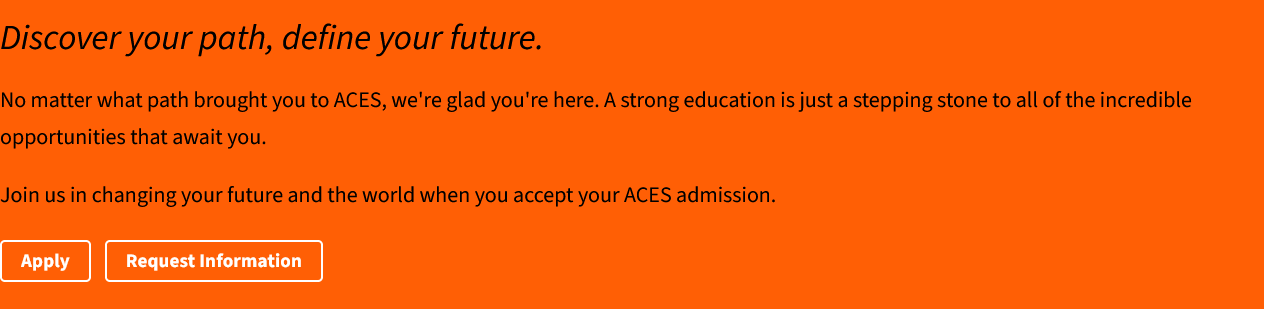 Discover your path, define your future.
No matter what path brought you to ACES, we're glad you're here. A strong education is just a stepping stone to all of the incredible
opportunities that await you.
Join us in changing your future and the world when you accept your ACES admission.
Apply
Request Information